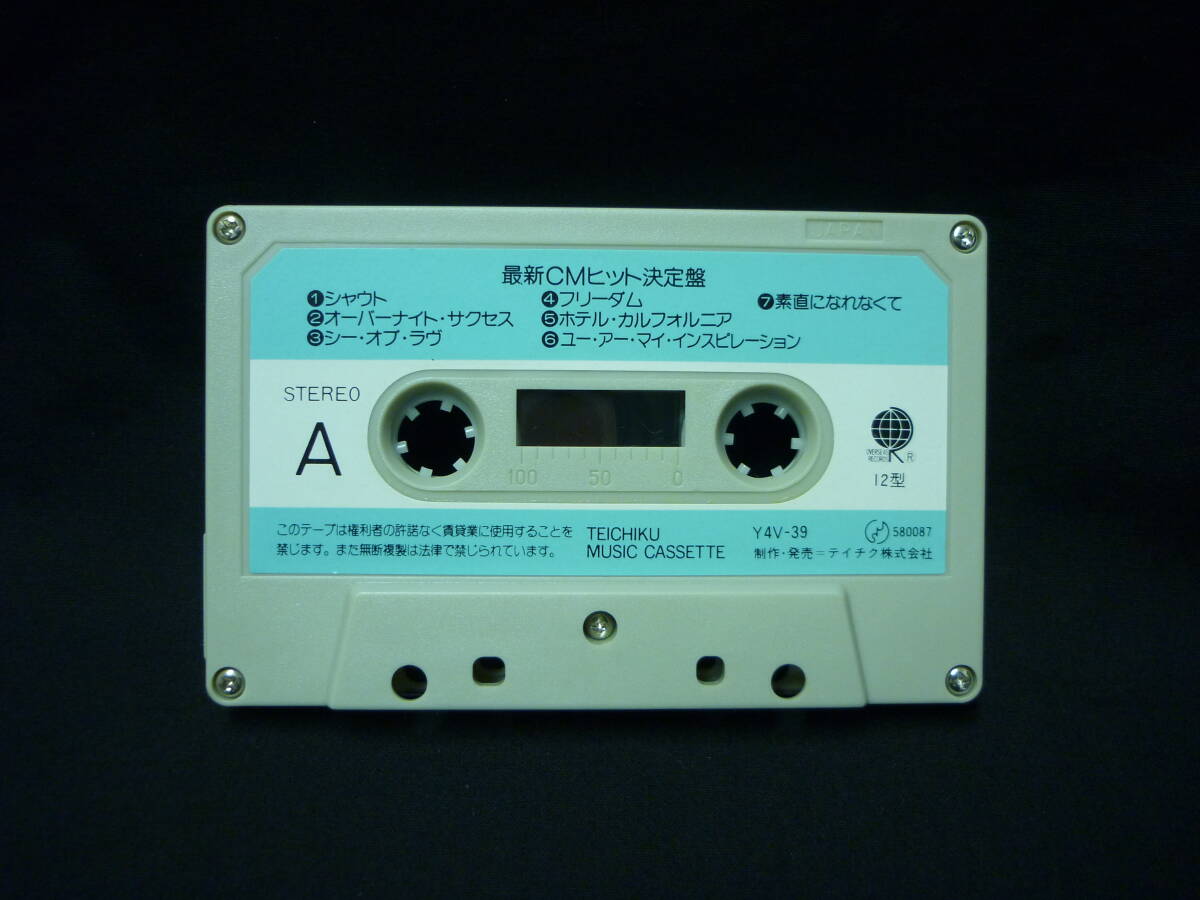 JAPAN
最新CMヒット決定盤
❶シャウト
❷オーバーナイト・サクセス
❸シー・オブ・ラヴ
❹フリーダム
❺ホテル・カルフォルニア
❻ユー・アー・マイ・インスピレーション
❼素直になれなくて
STEREO
A
100 50 0
OVERSEAS
RECORDS
R
12型
このテープは権利者の許諾なく賃貸業に使用することを
禁じます。また無断複製は法律で禁じられています。
TEICHIKU
MUSIC CASSETTE
Y4V-39
580087
制作・発売=テイチク株式会社